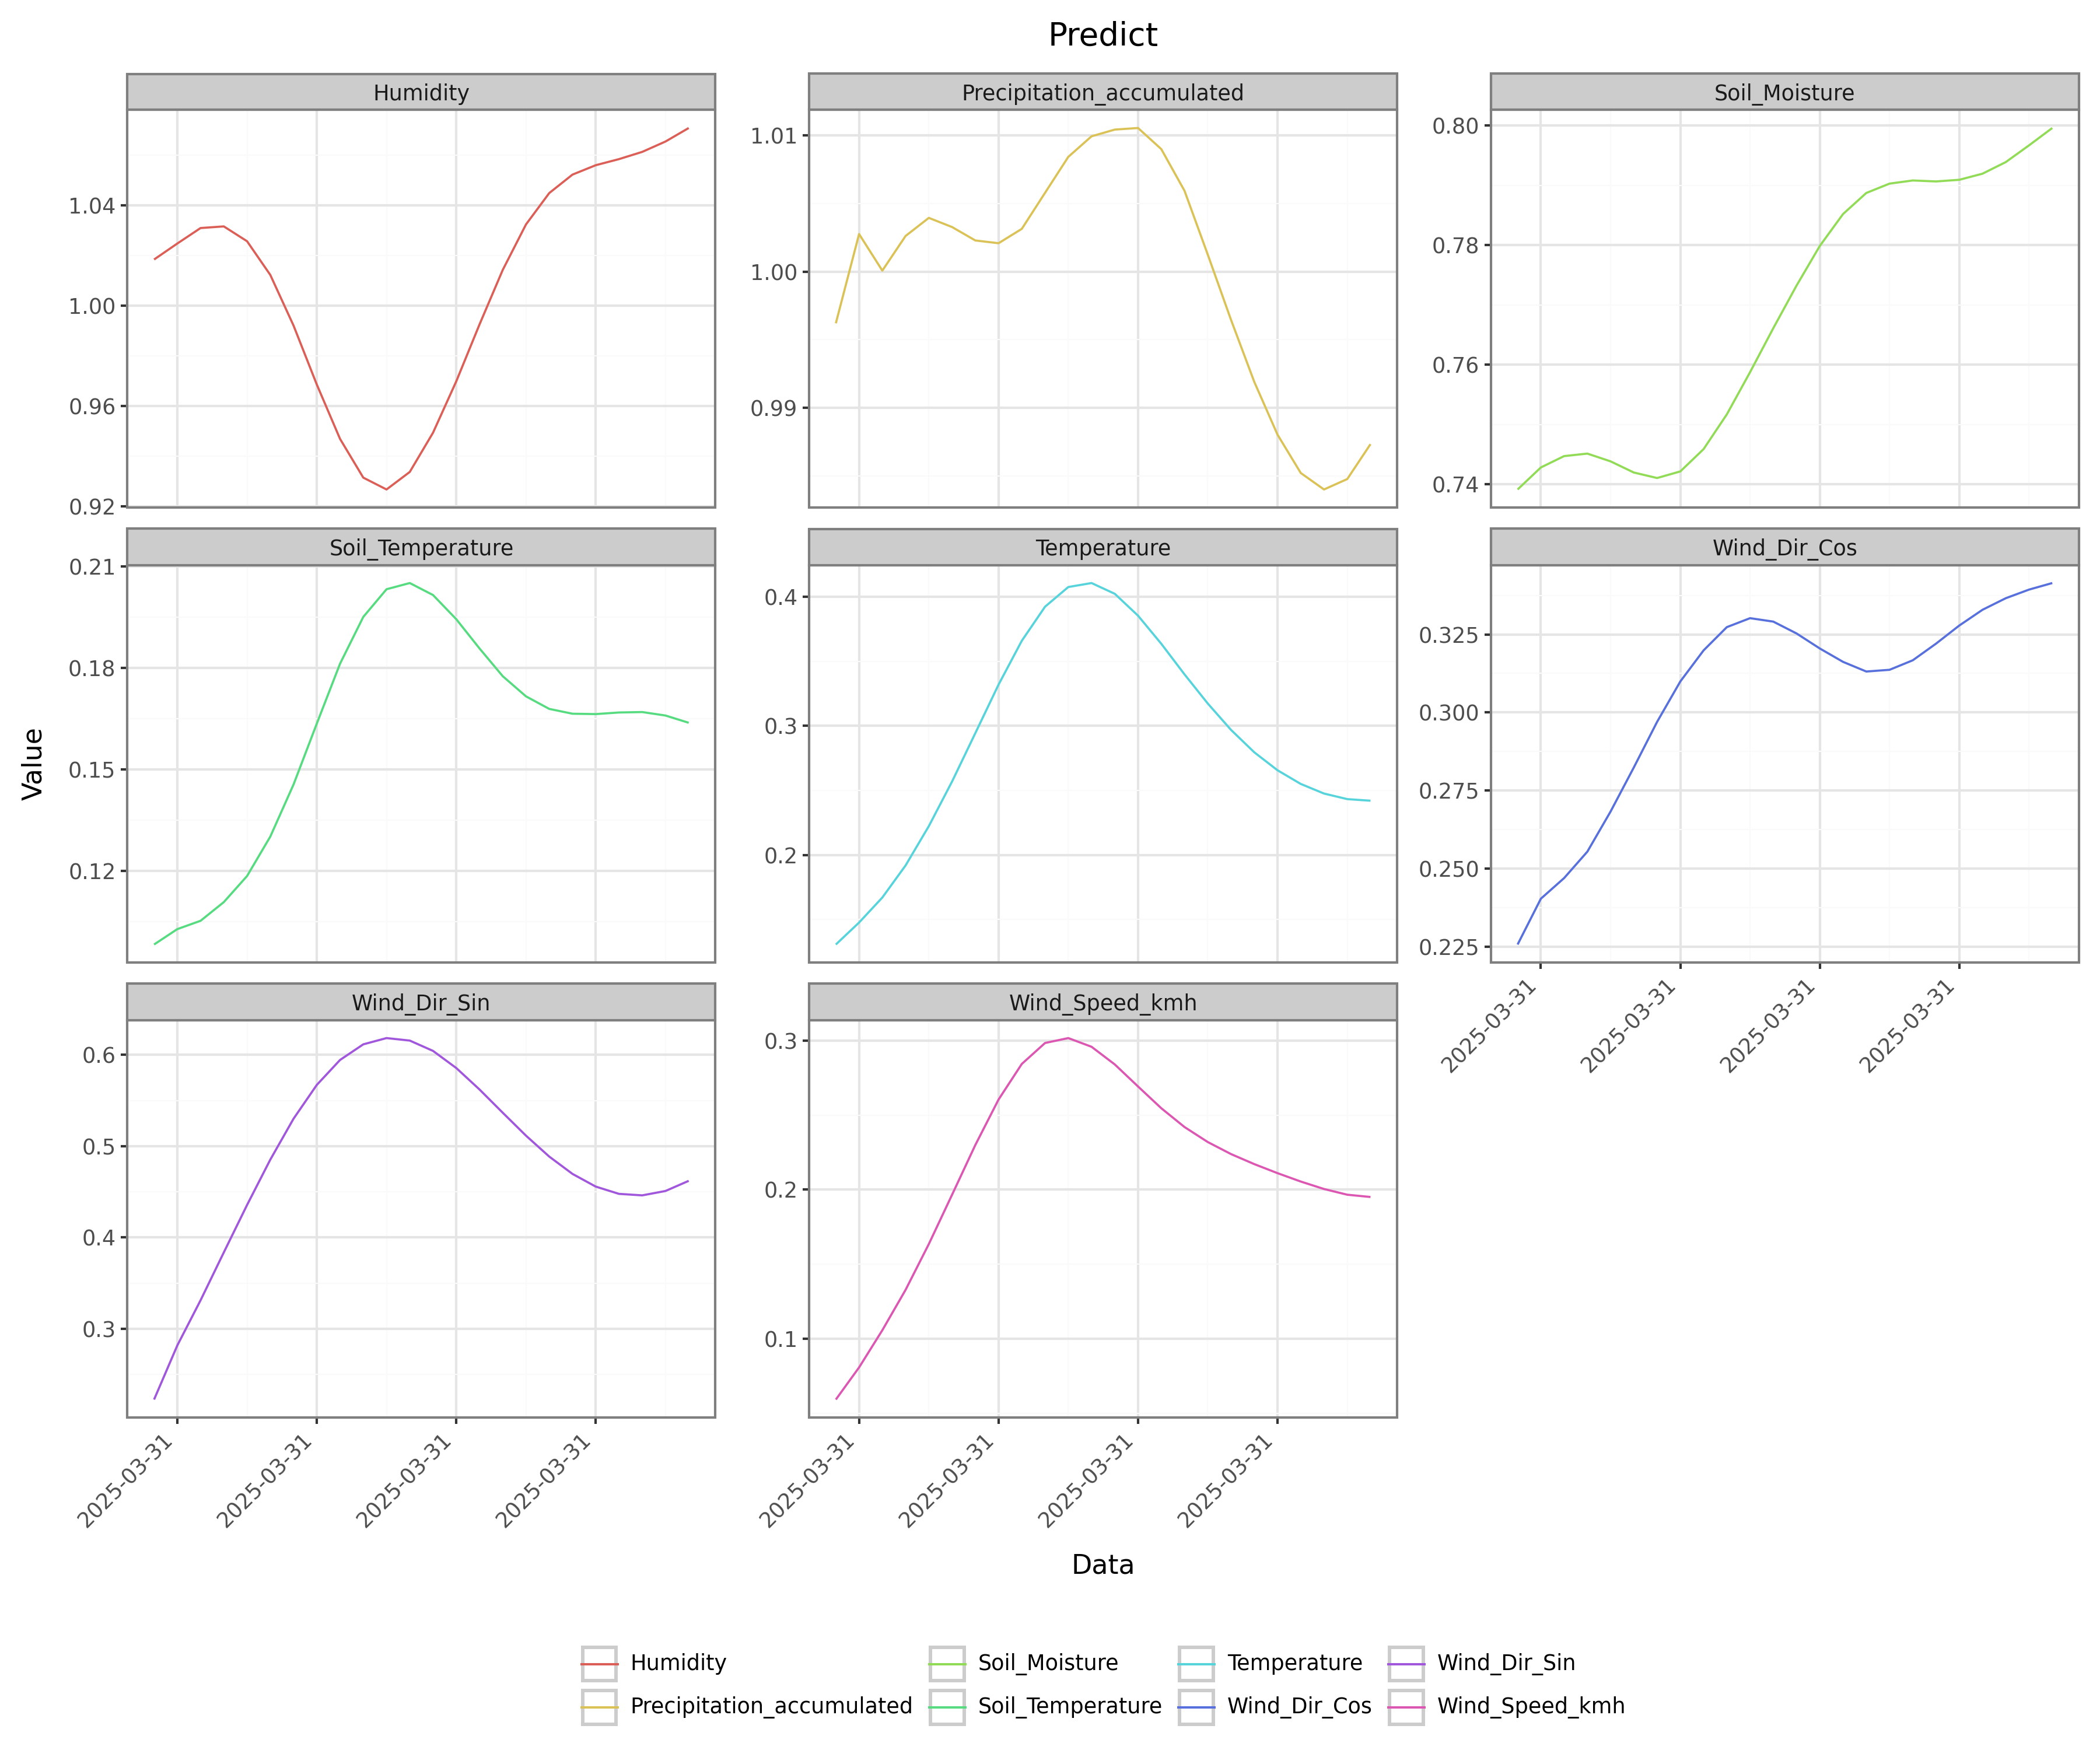 Predict
Humidity
Precipitation_accumulated
Soil_Moisture
1.04
1.00
0.96
0.92
1.01
1.00
0.99
0.80
0.78
0.76
0.74
Soil_Temperature
Temperature
Wind_Dir_Cos
0.21
0.18
0.15
0.12
0.4
0.3
0.2
0.325
0.300
0.275
0.250
0.225
2025-03-31
2025-03-31
2025-03-31
2025-03-31
Value
Wind_Dir_Sin
Wind_Speed_kmh
0.6
0.5
0.4
0.3
0.3
0.2
0.1
2025-03-31
2025-03-31
2025-03-31
2025-03-31
2025-03-31
2025-03-31
2025-03-31
2025-03-31
Data
Humidity
Soil_Moisture
Temperature
Wind_Dir_Sin
Precipitation_accumulated
Soil_Temperature
Wind_Dir_Cos
Wind_Speed_kmh